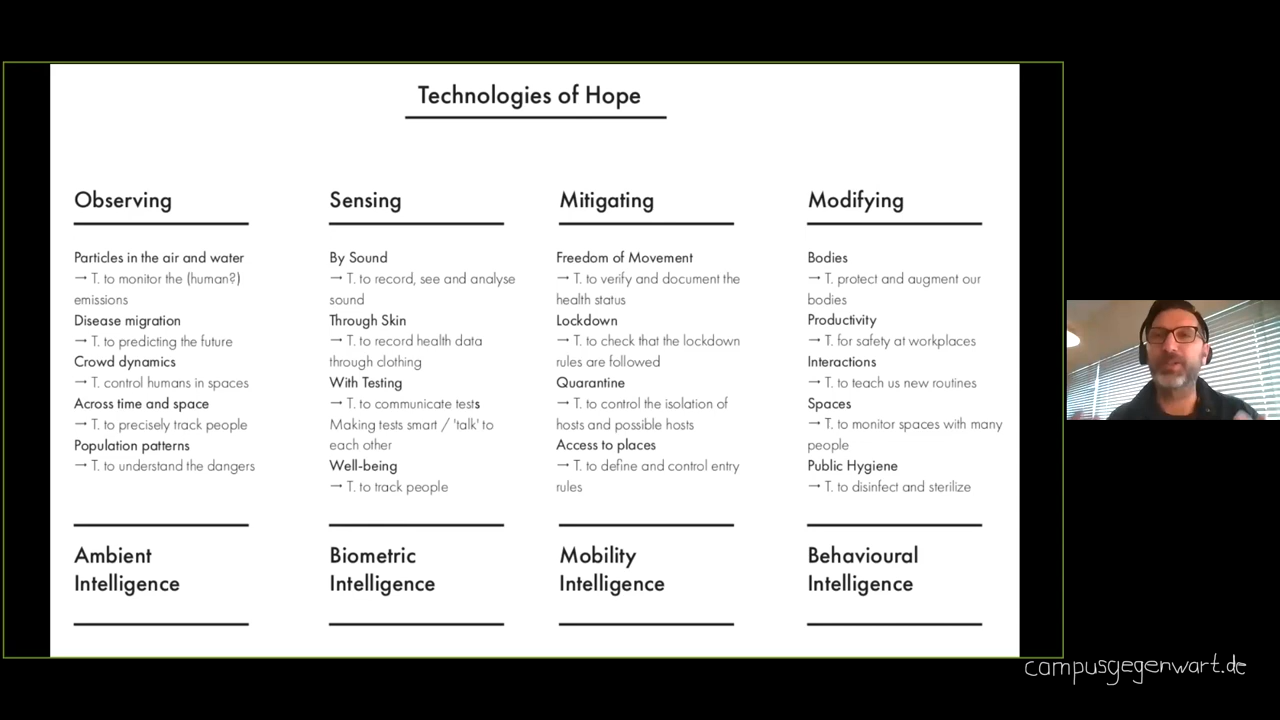 Technologies of Hope
Observing
Particles in the air and water
→ T. to monitor the (human?)
emissions
Disease migration
→ T. to predicting the future
Crowd dynamics
→ T. control humans in spaces
Across time and space
→ T. to precisely track people
Population patterns
→ T. to understand the dangers
Ambient
Intelligence
Sensing
By Sound
→ T. to record, see and analyse
sound
Through Skin
→ T. to record health data
through clothing
With Testing
→ T. to communicate tests
Making tests smart / 'talk' to
each other
Well-being
→ T. to track people
Biometric
Intelligence
Mitigating
Freedom of Movement
→ T. to verify and document the
health status
Lockdown
→ T. to check that the lockdown
rules are followed
Quarantine
→ T. to control the isolation of
hosts and possible hosts
Access to places
→ T. to define and control entry
rules
Mobility
Intelligence
Modifying
Bodies
→ T. protect and augment our
bodies
Productivity
→ T. for safety at workplaces
Interactions
→ T. to teach us new routines
Spaces
→ T. to monitor spaces with many
people
Public Hygiene
→ T. to disinfect and sterilize
Behavioural
Intelligence
campusgegenwart.de